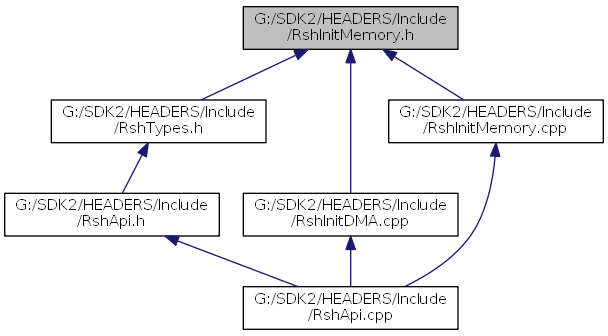 G:/SDK2/HEADERS/Include
/RshInitMemory.h
G:/SDK2/HEADERS/Include
/RshTypes.h
G:/SDK2/HEADERS/Include
/RshInitMemory.cpp
G:/SDK2/HEADERS/Include
/RshApi.h
G:/SDK2/HEADERS/Include
/RshInitDMA.cpp
G:/SDK2/HEADERS/Include
/RshApi.cpp